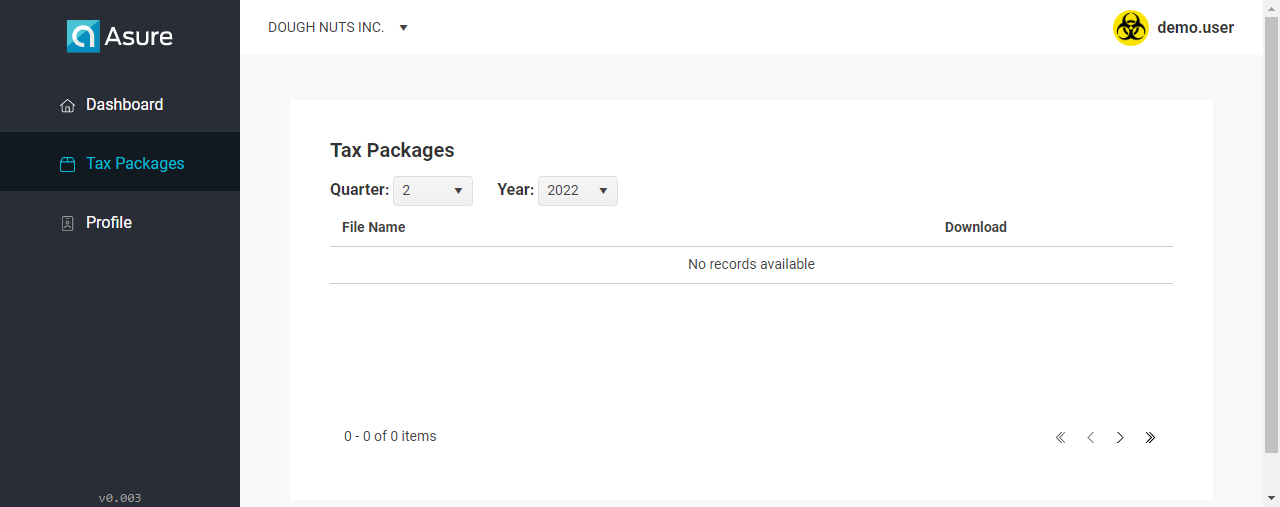 Asure
DOUGH NUTS INC.
demo.user
Dashboard
Tax Packages
Profile
v0.003
Tax Packages
Quarter: 2 Year: 2022
File Name Download
No records available
0 - 0 of 0 items